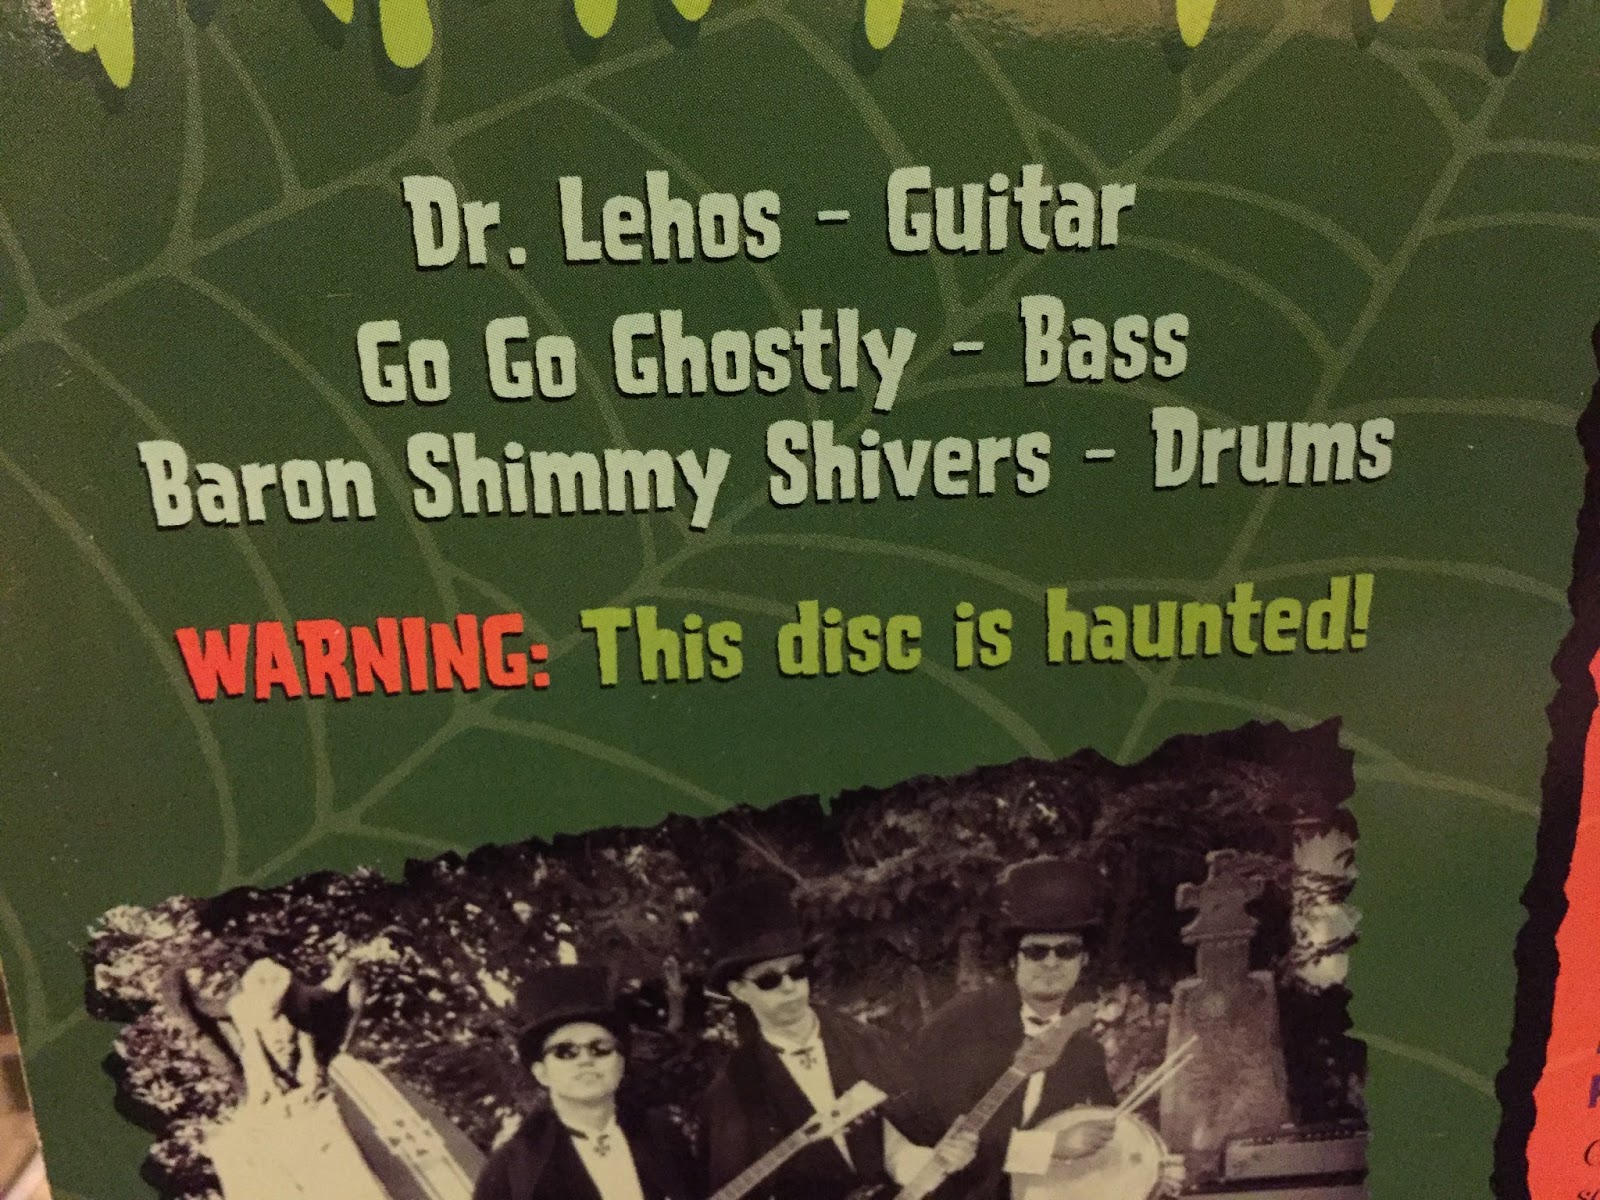 Dr. Lehos - Guitar
Go Go Ghostly - Bass
Baron Shimmy Shivers - Drums
WARNING: This disc is haunted!